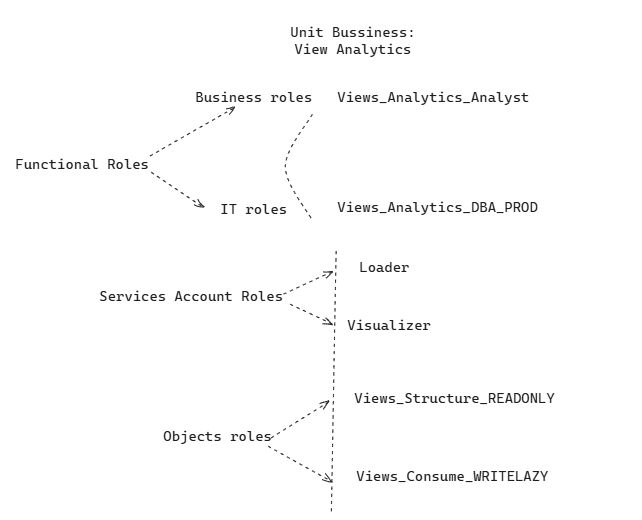 Unit Bussiness:
View Analytics
Business roles
Views_Analytics_Analyst
Functional Roles
IT roles
Views_Analytics_DBA_PROD
Loader
Services Account Roles
Visualizer
Views_Structure_READONLY
Objects roles
Views_Consume_WRITELAZY